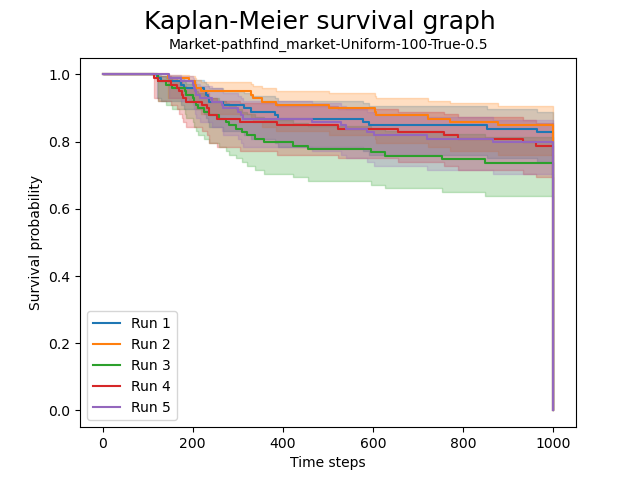 Kaplan-Meier survival graph
Market-pathfind_market-Uniform-100-True-0.5
Survival probability
1.0
0.8
0.6
0.4
0.2
0.0
Run 1
Run 2
Run 3
Run 4
Run 5
0 200 400 600 800 1000
Time steps